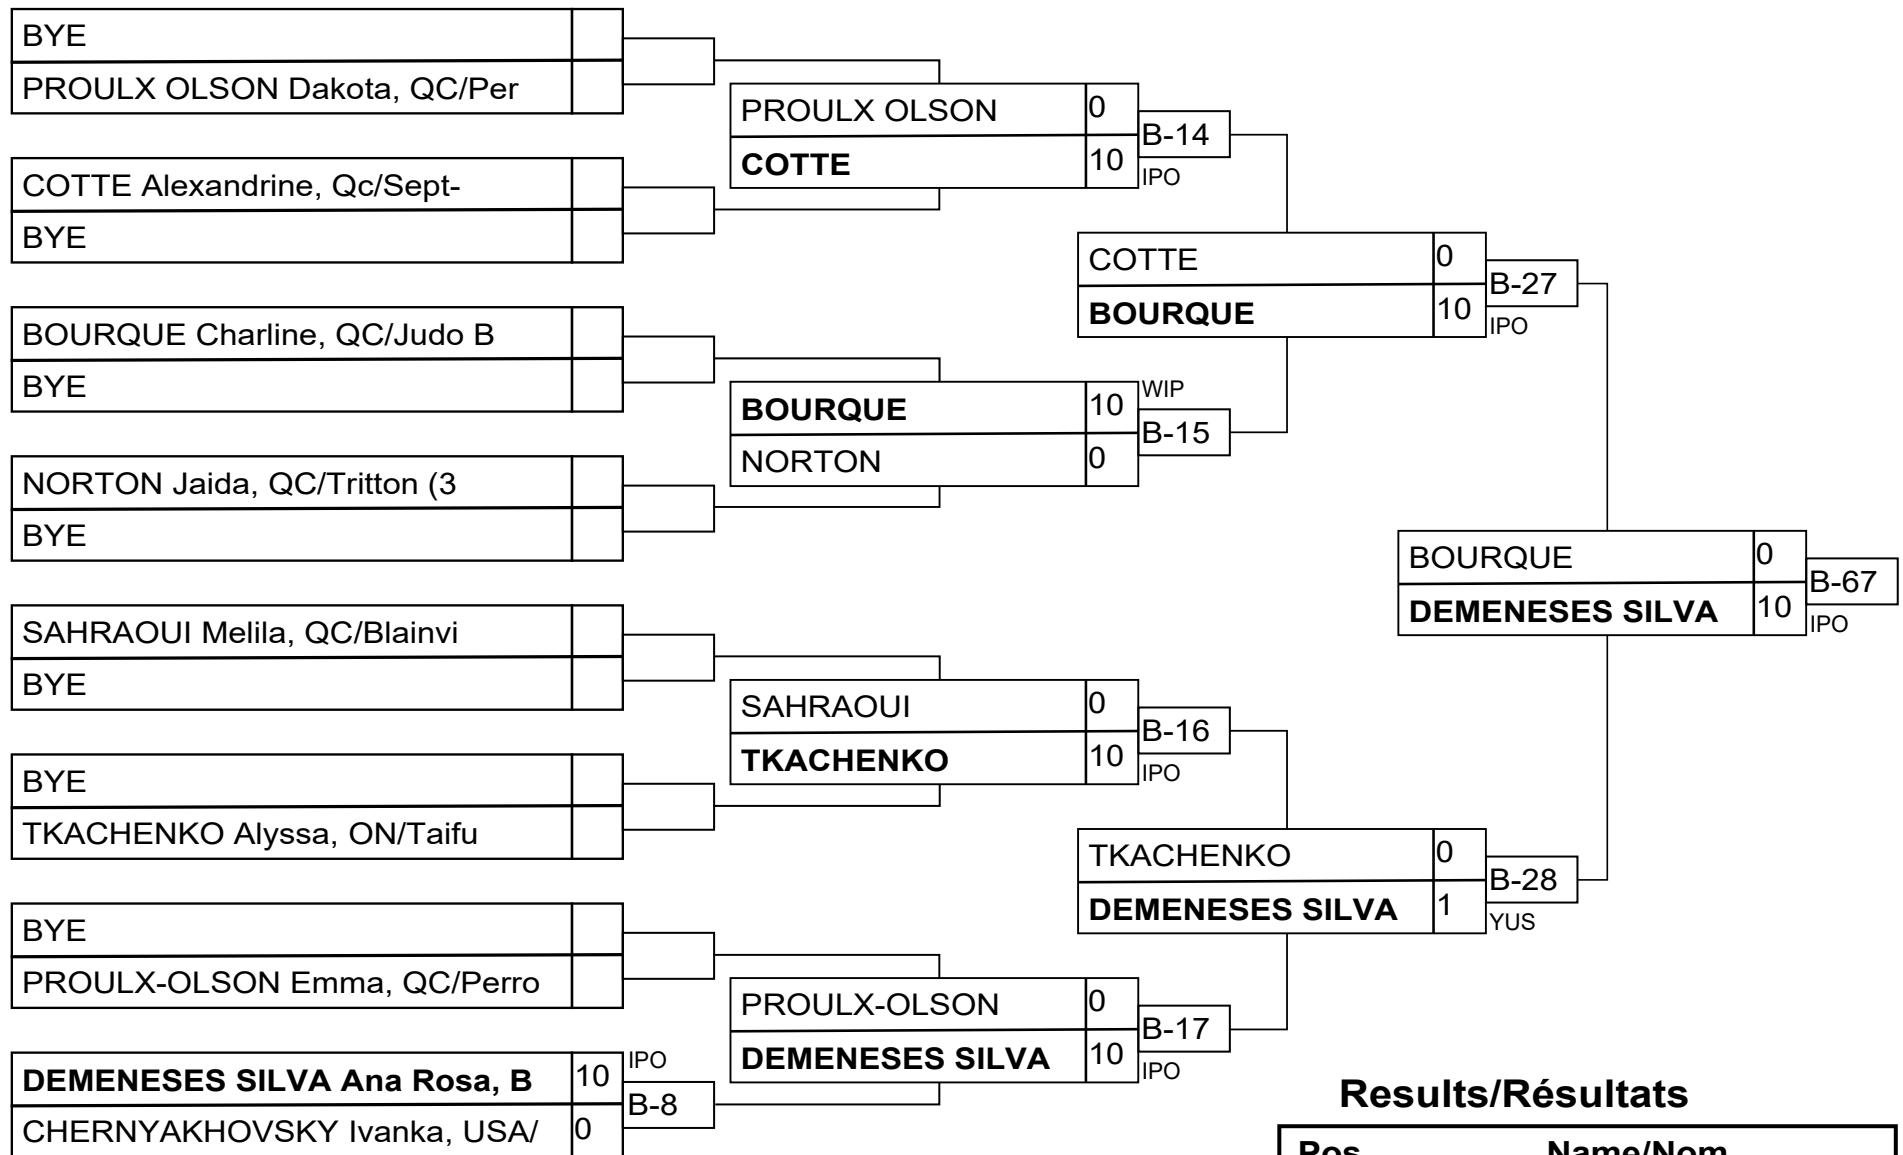 BYE
PROULX OLSON Dakota, QC/Per
COTTE Alexandrine, Qc/Sept-
BYE
BOURQUE Charline, QC/Judo B
BYE
NORTON Jaida, QC/Tritton (3
BYE
SAHRAOUI Melila, QC/Blainvi
BYE
BYE
TKACHENKO Alyssa, ON/Taifu
BYE
PROULX-OLSON Emma, QC/Perro
DEMENESES SILVA Ana Rosa, B 10 IPO
B-8
CHERNYAKHOVSKY Ivanka, USA/ 0
PROULX OLSON 0
B-14
COTTE 10 IPO
BOURQUE 10 WIP
B-15
NORTON 0
SAHRAOUI 0
B-16
TKACHENKO 10 IPO
PROULX-OLSON 0
B-17
DEMENESES SILVA 10 IPO
COTTE 0
B-27
BOURQUE 10 IPO
TKACHENKO 0
B-28
DEMENESES SILVA 1 YUS
BOURQUE 0
B-67
DEMENESES SILVA 10 IPO
Results/Résultats
Pos Name/Nom